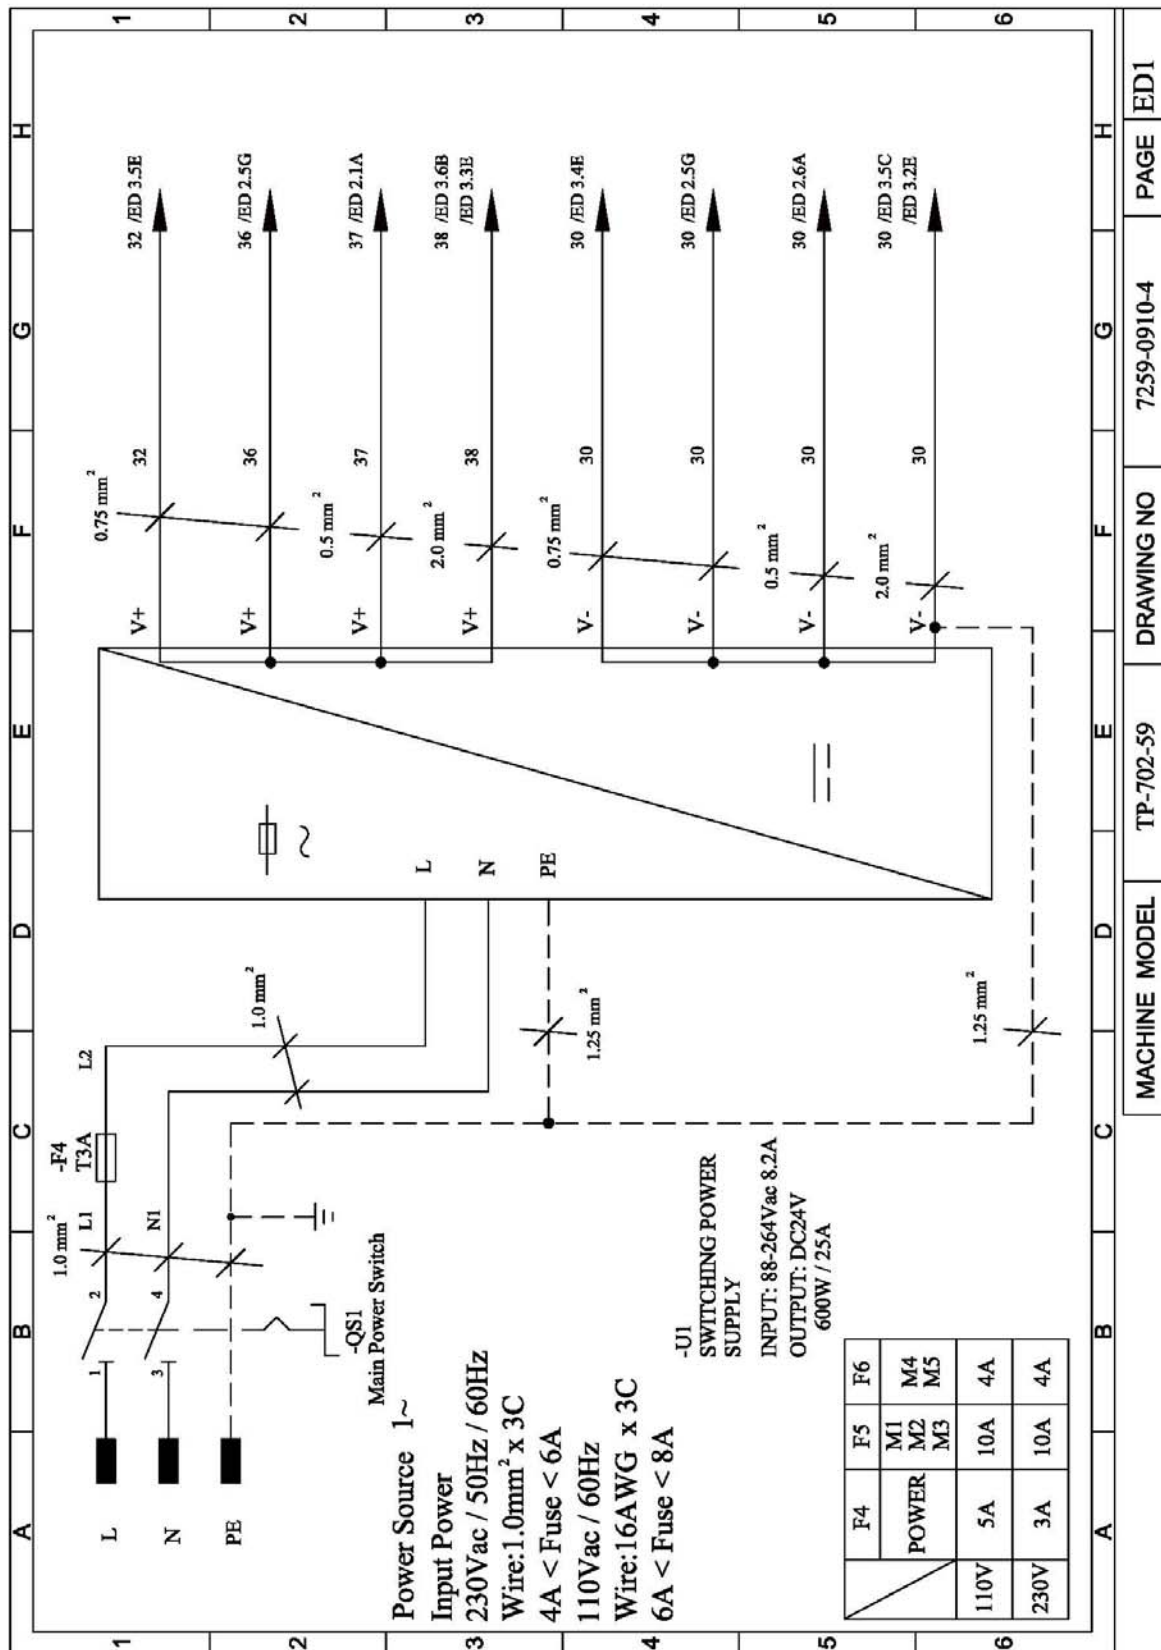 A B C D E F G H
1
2
3
4
5
6
1
2
3
4
5
6
A B C D E F G H
L
N
PE
1
2
3
4
1.0 mm²
L1
N1
-F4
T3A
L2
1.0 mm²
-QS1
Main Power Switch
L
N
PE
1.25 mm²
1.25 mm²
V+
V+
V+
V+
V-
V-
V-
V-
0.75 mm²
0.5 mm²
2.0 mm²
0.75 mm²
0.5 mm²
2.0 mm²
32
36
37
38
30
30
30
30
32 /ED 3.5E
36 /ED 2.5G
37 /ED 2.1A
38 /ED 3.6B
/ED 3.3E
30 /ED 3.4E
30 /ED 2.5G
30 /ED 2.6A
30 /ED 3.5C
/ED 3.2E
Power Source 1~
Input Power
230Vac / 50Hz / 60Hz
Wire:1.0mm² x 3C
4A < Fuse < 6A
110Vac / 60Hz
Wire:16AWG x 3C
6A < Fuse < 8A
-U1
SWITCHING POWER
SUPPLY
INPUT: 88-264Vac 8.2A
OUTPUT: DC24V
600W / 25A
F4 F5 F6
POWER M1 M2 M3 M4 M5
110V 5A 10A 4A
230V 3A 10A 4A
MACHINE MODEL TP-702-59 DRAWING NO 7259-0910-4 PAGE ED1